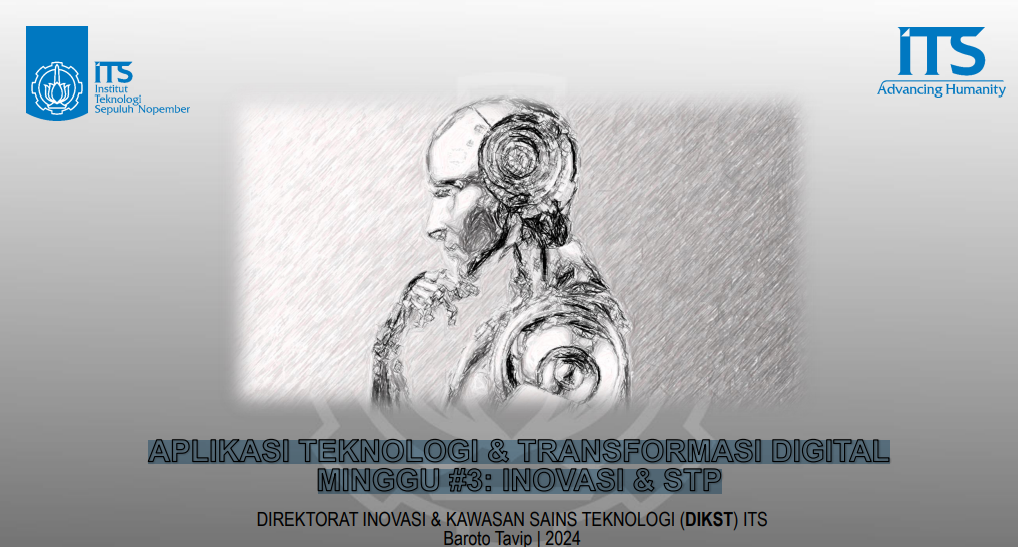 iTS
Institut
Teknologi
Sepuluh Nopember
iTS
Advancing Humanity
APLIKASI TEKNOLOGI & TRANSFORMASI DIGITAL
MINGGU #3: INOVASI & STP
DIREKTORAT INOVASI & KAWASAN SAINS TEKNOLOGI (DIKST) ITS
Baroto Tavip | 2024